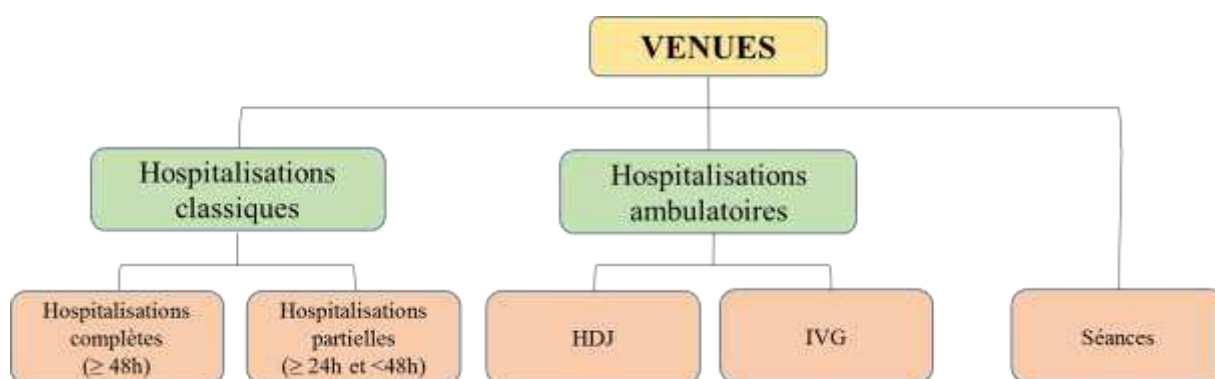 VENUES
Hospitalisations
classiques
Hospitalisations
ambulatoires
Hospitalisations
complètes
(≥ 48h)
Hospitalisations
partielles
(≥ 24h et <48h)
HDJ
IVG
Séances